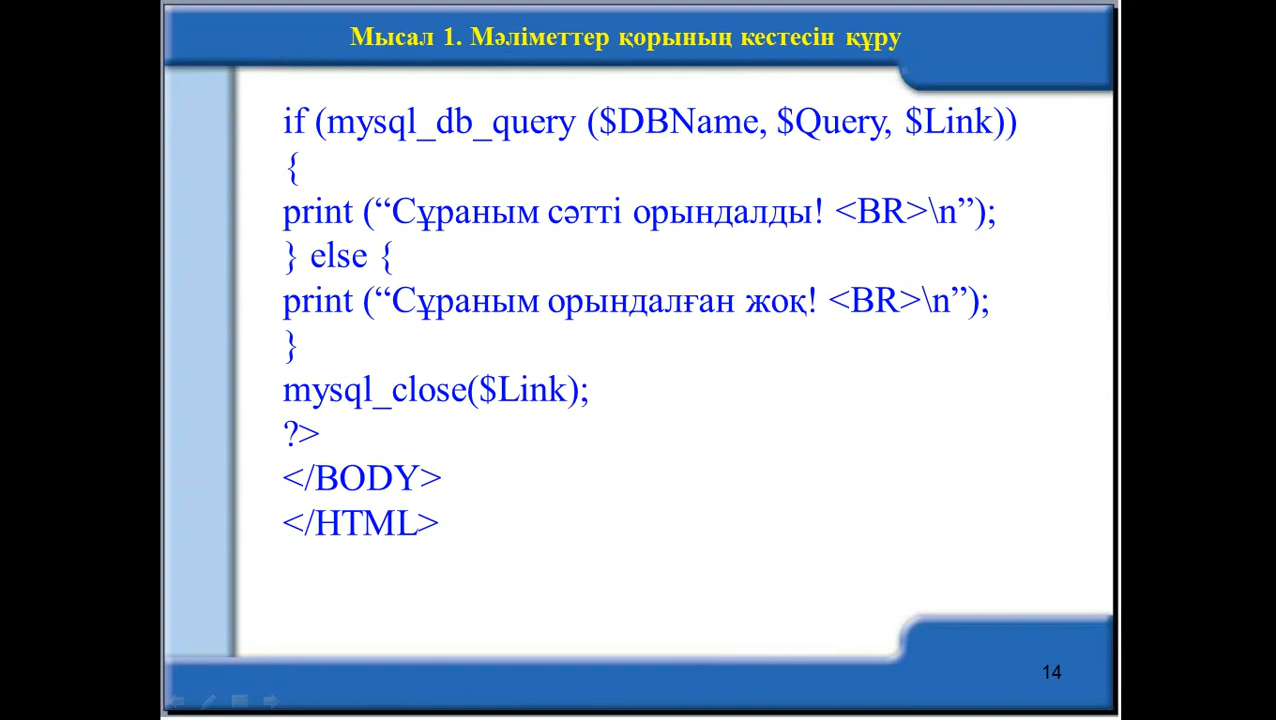 Мысал 1. Мәліметтер қорының кестесін құру
if (mysql_db_query ($DBName, $Query, $Link))
{
print (“Сұраным сәтті орындалды! <BR>\n”);
} else {
print (“Сұраным орындалған жоқ! <BR>\n”);
}
mysql_close($Link);
?>
</BODY>
</HTML>
14